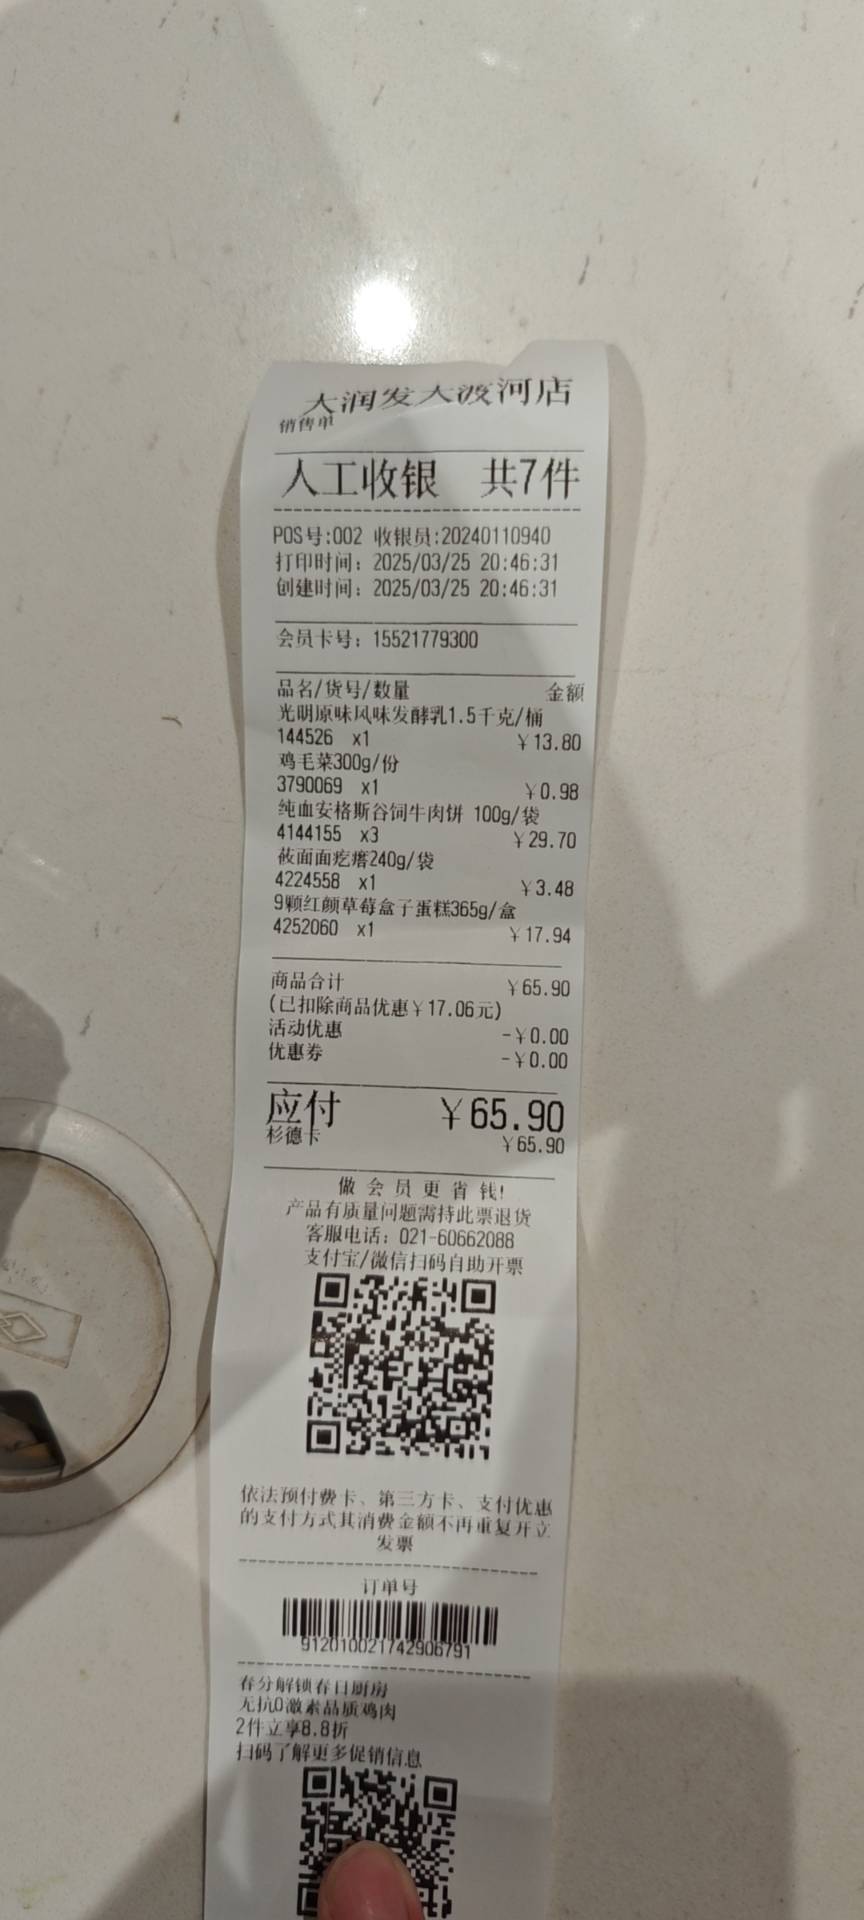 大润发大渡河店
销售单
人工收银 共7件
POS号:002 收银员:20240110940
打印时间：2025/03/25 20:46:31
创建时间：2025/03/25 20:46:31
会员卡号：15521779300
品名/货号/数量 金额
光明原味风味发酵乳1.5千克/桶
144526 x1 ￥13.80
鸡毛菜300g/份
3790069 x1 ￥0.98
纯血安格斯谷饲牛肉饼 100g/袋
4144155 x3 ￥29.70
莜面面疙瘩240g/袋
4224558 x1 ￥3.48
9颗红颜草莓盒子蛋糕365g/盒
4252060 x1 ￥17.94
商品合计 ￥65.90
(已扣除商品优惠￥17.06元)
活动优惠 -￥0.00
优惠券 -￥0.00
应付 ￥65.90
杉德卡 ￥65.90
做会员更省钱!
产品有质量问题需持此票退货
客服电话：021-60662088
支付宝/微信扫码自助开票
依法预付费卡、第三方卡、支付优惠
的支付方式其消费金额不再重复开立
发票
订单号
912010021742906791
春分解锁春日厨房
无抗0激素品质鸡肉
2件立享8.8折
扫码了解更多促销信息